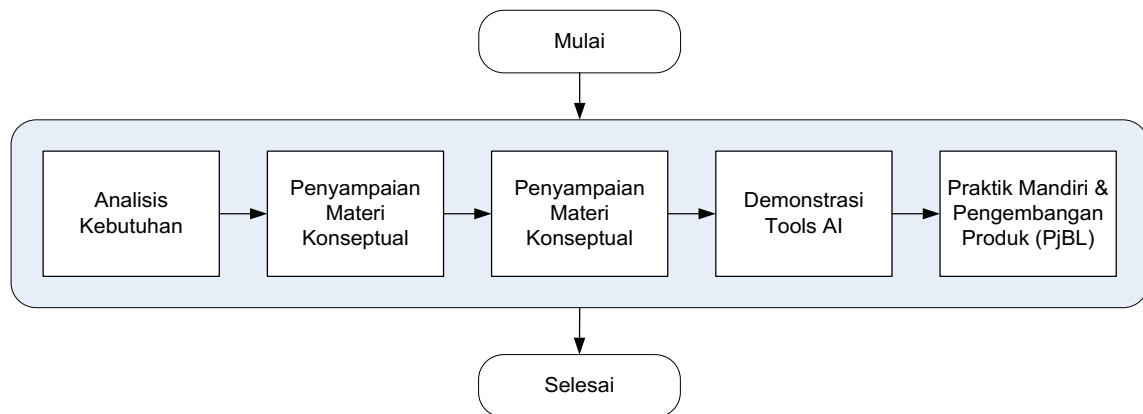 Mulai
Analisis
Kebutuhan
Penyampaian
Materi
Konseptual
Penyampaian
Materi
Konseptual
Demonstrasi
Tools AI
Praktik Mandiri &
Pengembangan
Produk (PjBL)
Selesai